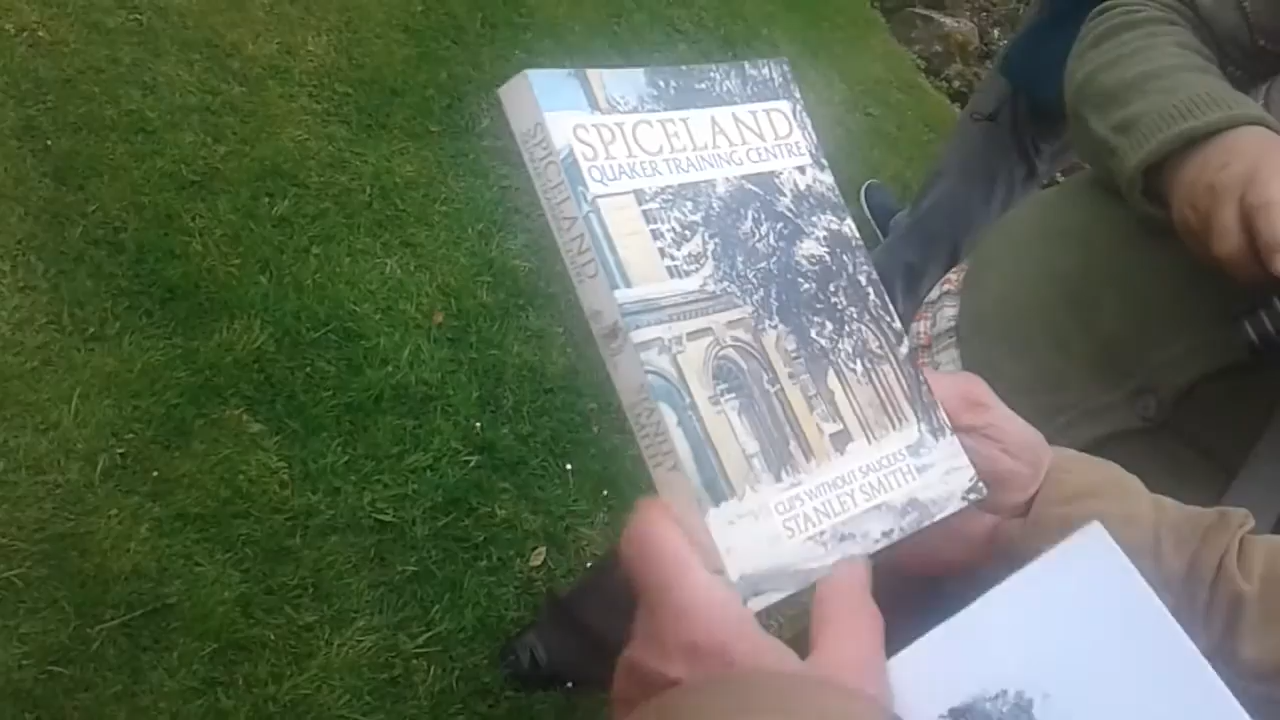 SPICELAND
QUAKER TRAINING CENTRE
CUPS WITHOUT SAUCERS
STANLEY SMITH
SPICELAND